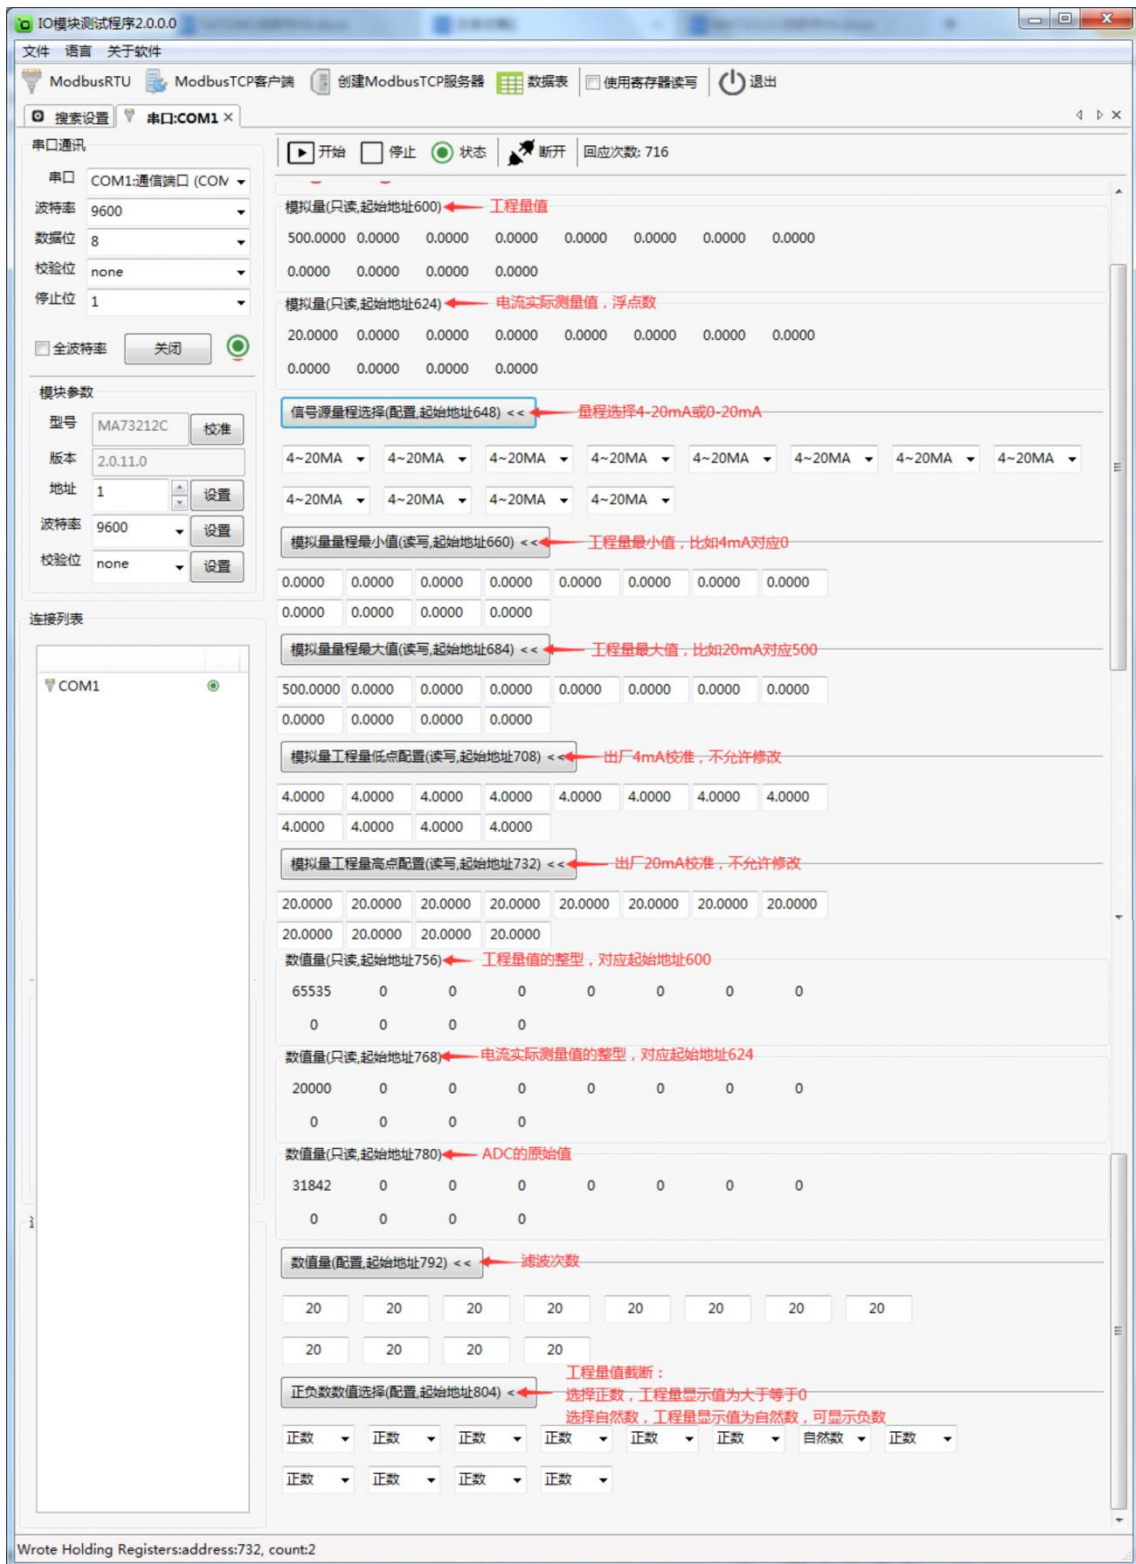 IO模块测试程序2.0.0.0
文件 语言 关于软件
ModbusRTU ModbusTCP客户端 创建ModbusTCP服务器 数据表 使用寄存器读写 退出
搜索设置 串口:COM1
串口通讯
串口 COM1:通信端口 (COM
波特率 9600
数据位 8
校验位 none
停止位 1
全波特率 关闭
模块参数
型号 MA73212C 校准
版本 2.0.11.0
地址 1 设置
波特率 9600 设置
校验位 none 设置
连接列表
COM1
开始 停止 状态 断开 回应次数: 716
模拟量(只读,起始地址600) 工程量值
500.0000 0.0000 0.0000 0.0000 0.0000 0.0000 0.0000 0.0000
0.0000 0.0000 0.0000 0.0000
模拟量(只读,起始地址624) 电流实际测量值，浮点数
20.0000 0.0000 0.0000 0.0000 0.0000 0.0000 0.0000 0.0000
0.0000 0.0000 0.0000 0.0000
信号源量程选择(配置,起始地址648) << 量程选择4-20mA或0-20mA
4~20MA 4~20MA 4~20MA 4~20MA 4~20MA 4~20MA 4~20MA 4~20MA
4~20MA 4~20MA 4~20MA 4~20MA
模拟量量程最小值(读写,起始地址660) << 工程量最小值，比如4mA对应0
0.0000 0.0000 0.0000 0.0000 0.0000 0.0000 0.0000 0.0000
0.0000 0.0000 0.0000 0.0000
模拟量量程最大值(读写,起始地址684) << 工程量最大值，比如20mA对应500
500.0000 0.0000 0.0000 0.0000 0.0000 0.0000 0.0000 0.0000
0.0000 0.0000 0.0000 0.0000
模拟量工程量低点配置(读写,起始地址708) << 出厂4mA校准，不允许修改
4.0000 4.0000 4.0000 4.0000 4.0000 4.0000 4.0000 4.0000
4.0000 4.0000 4.0000 4.0000
模拟量工程量高点配置(读写,起始地址732) << 出厂20mA校准，不允许修改
20.0000 20.0000 20.0000 20.0000 20.0000 20.0000 20.0000 20.0000
20.0000 20.0000 20.0000 20.0000
数值量(只读,起始地址756) 工程量值的整型，对应起始地址600
65535 0 0 0 0 0 0 0
0 0 0 0
数值量(只读,起始地址768) 电流实际测量值的整型，对应起始地址624
20000 0 0 0 0 0 0 0
0 0 0 0
数值量(只读,起始地址780) ADC的原始值
31842 0 0 0 0 0 0 0
0 0 0 0
数值量(配置,起始地址792) << 滤波次数
20 20 20 20 20 20 20 20
20 20 20 20
工程量值截断：
正负数数值选择(配置,起始地址804) < 选择正数，工程量显示值为大于等于0
选择自然数，工程量显示值为自然数，可显示负数
正数 正数 正数 正数 正数 正数 自然数 正数
正数 正数 正数 正数
Wrote Holding Registers:address:732, count:2